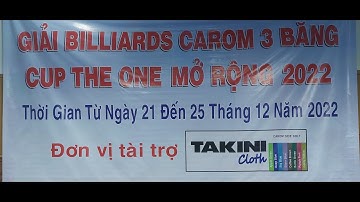 GIẢI BILLIARDS CAROM 3 BĂNG
CUP THE ONE MỞ RỘNG 2022
Thời Gian Từ Ngày 21 Đến 25 Tháng 12 Năm 2022
Đơn vị tài trợ
TAKINI
Cloth